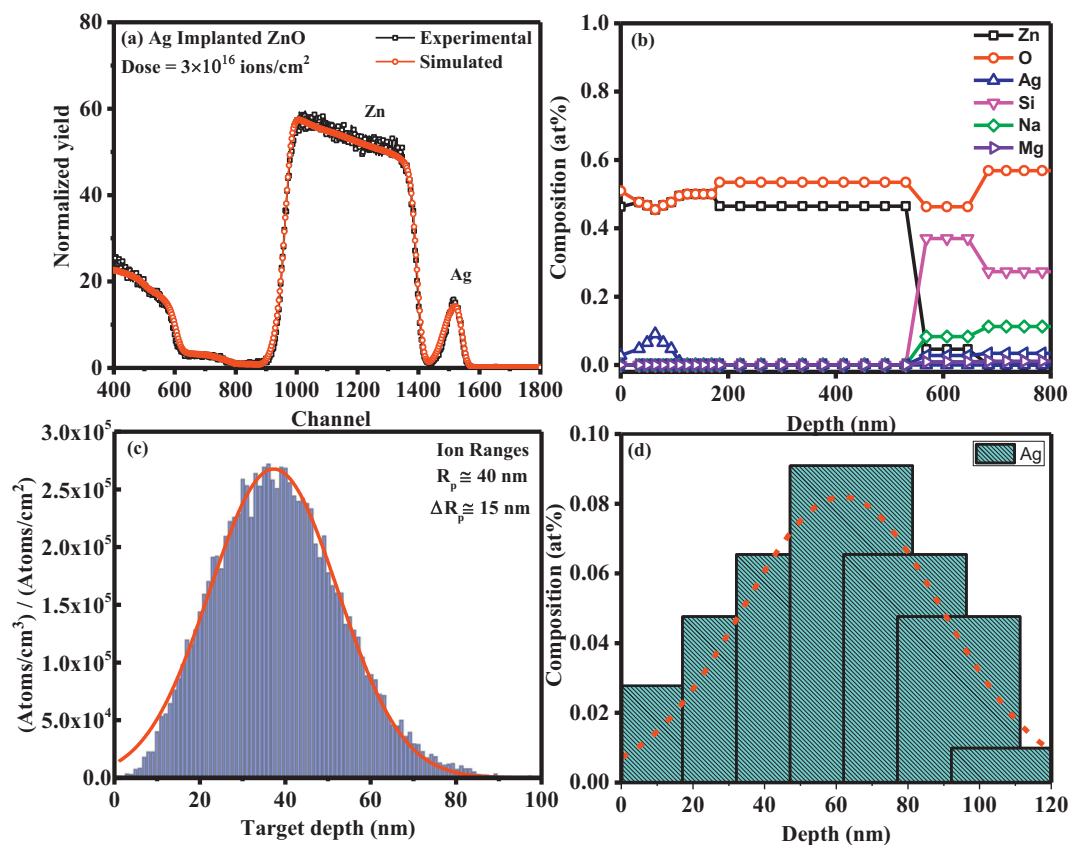 (a) Ag Implanted ZnO
Dose = 3×10¹⁶ ions/cm²
Experimental
Simulated
Zn
Ag
80
60
40
20
0
Normalized yield
400 600 800 1000 1200 1400 1600 1800
Channel
(b)
Zn
O
Ag
Si
Na
Mg
1.0
0.8
0.6
0.4
0.2
0.0
Composition (at%)
0 200 400 600 800
Depth (nm)
(c)
Ion Ranges
Rₚ≅ 40 nm
ΔRₚ≅ 15 nm
3.0x10⁵
2.5x10⁵
2.0x10⁵
1.5x10⁵
1.0x10⁵
5.0x10⁴
0.0
(Atoms/cm3) / (Atoms/cm²)
0 20 40 60 80 100
Target depth (nm)
(d)
Ag
0.10
0.08
0.06
0.04
0.02
0.00
Composition (at%)
0 20 40 60 80 100 120
Depth (nm)